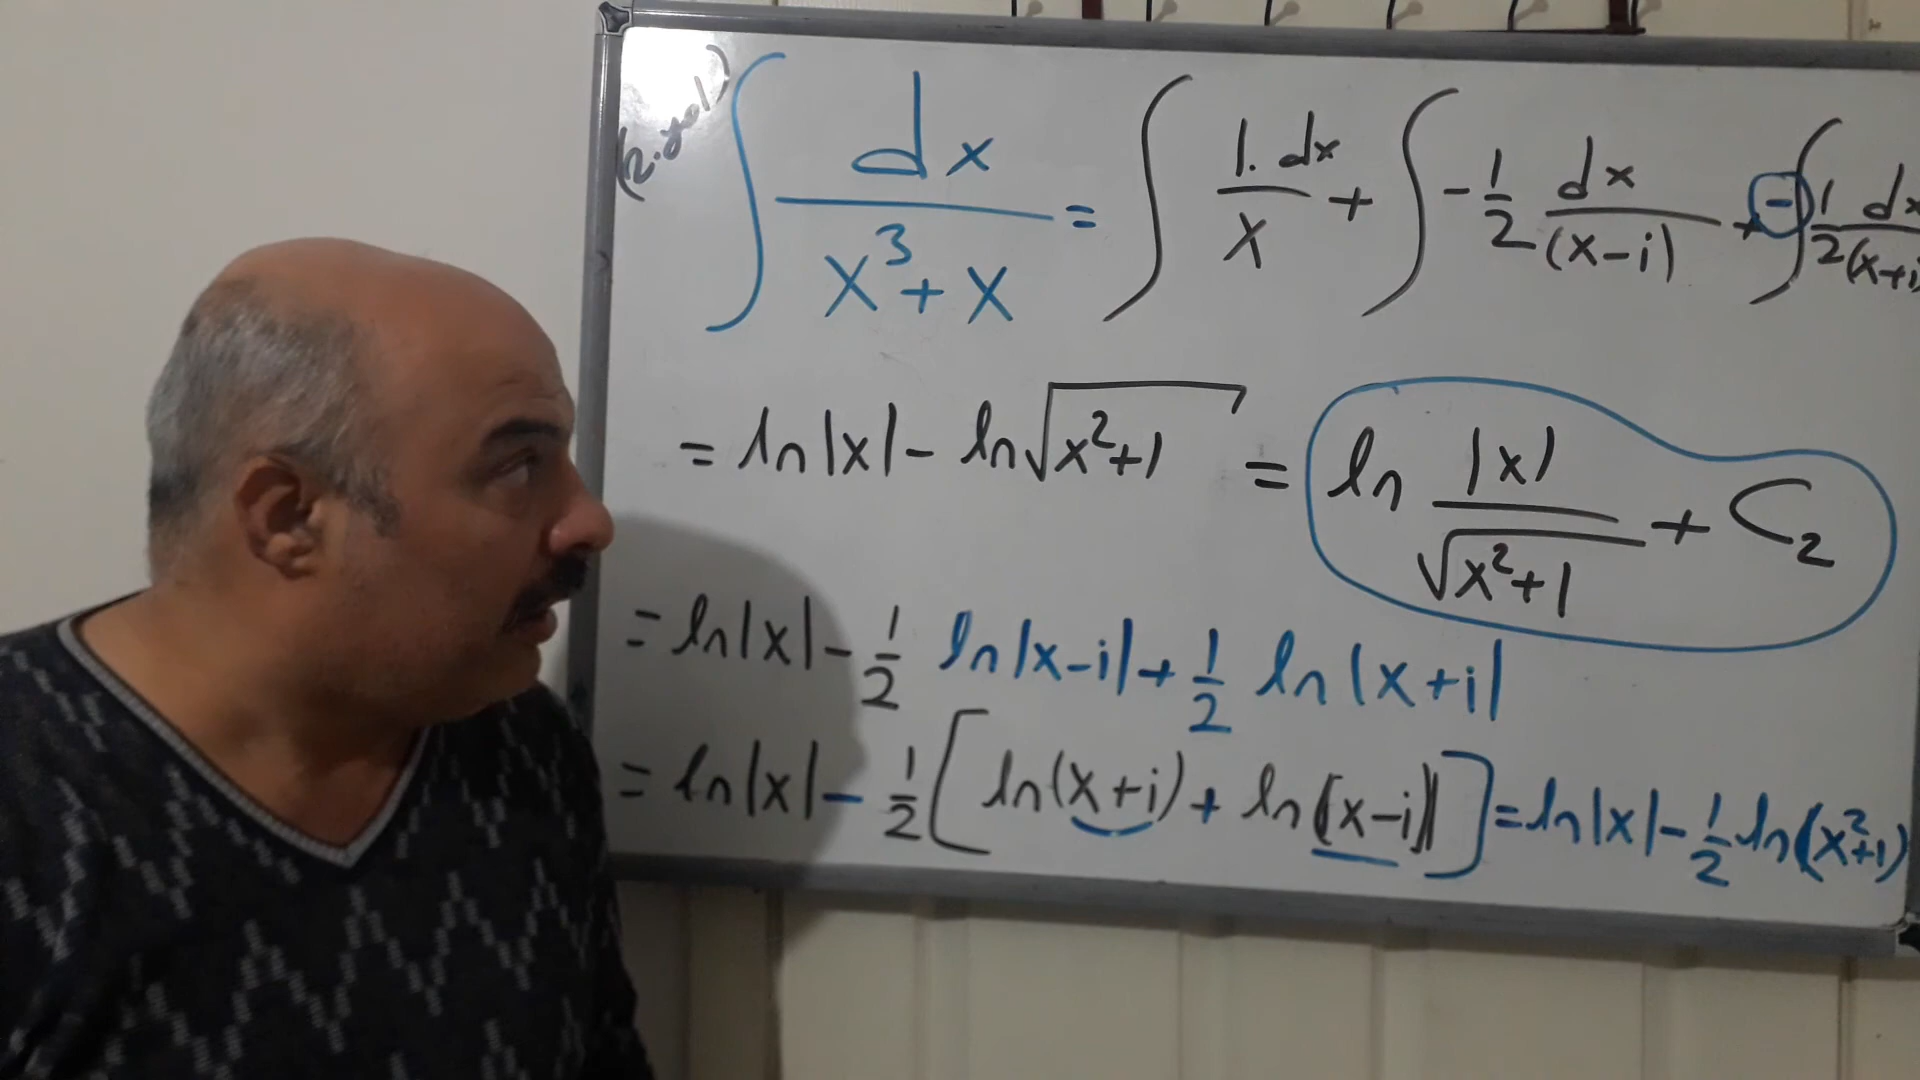 (2.yol)
∫ dx/(x³+x) = ∫ 1.dx/x + ∫ -1/2 dx/(x-i) + - ∫ 1 dx/2(x+i)
= ln|x| - ln√(x²+1) = ln |x|/√(x²+1) + C₂
= ln|x| - 1/2 ln|x-i| + 1/2 ln|x+i|
= ln|x| - 1/2 [ln(x+i) + ln(x-i)] = ln|x| - 1/2 ln(x²+1)